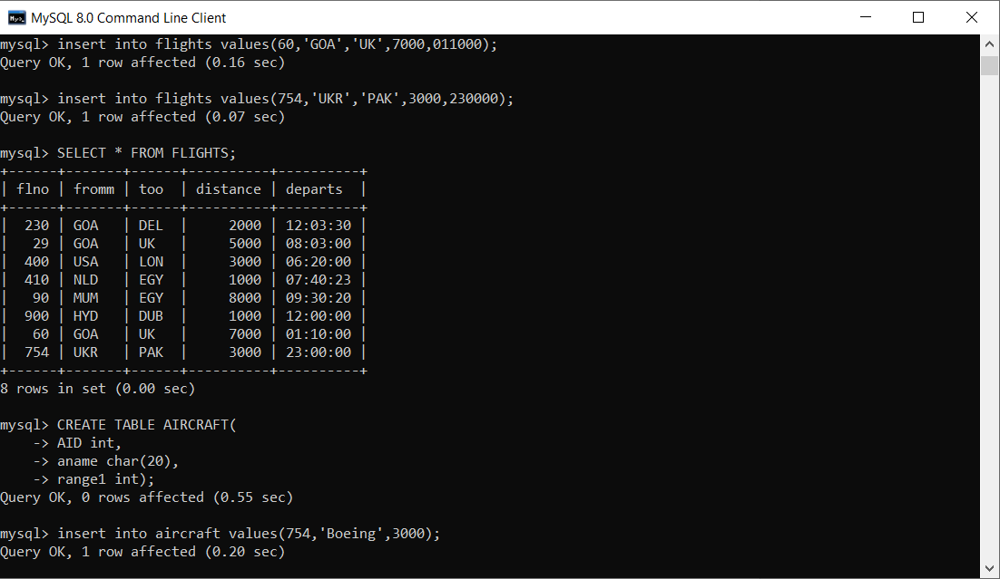 MySQL 8.0 Command Line Client
mysql> insert into flights values(60,'GOA','UK',7000,011000);
Query OK, 1 row affected (0.16 sec)

mysql> insert into flights values(754,'UKR','PAK',3000,230000);
Query OK, 1 row affected (0.07 sec)

mysql> SELECT * FROM FLIGHTS;
+------+-------+------+----------+----------+
| flno | fromm | too  | distance | departs  |
+------+-------+------+----------+----------+
|  230 | GOA   | DEL  |     2000 | 12:03:30 |
|   29 | GOA   | UK   |     5000 | 08:03:00 |
|  400 | USA   | LON  |     3000 | 06:20:00 |
|  410 | NLD   | EGY  |     1000 | 07:40:23 |
|   90 | MUM   | EGY  |     8000 | 09:30:20 |
|  900 | HYD   | DUB  |     1000 | 12:00:00 |
|   60 | GOA   | UK   |     7000 | 01:10:00 |
|  754 | UKR   | PAK  |     3000 | 23:00:00 |
+------+-------+------+----------+----------+
8 rows in set (0.00 sec)

mysql> CREATE TABLE AIRCRAFT(
    -> AID int,
    -> aname char(20),
    -> range1 int);
Query OK, 0 rows affected (0.55 sec)

mysql> insert into aircraft values(754,'Boeing',3000);
Query OK, 1 row affected (0.20 sec)